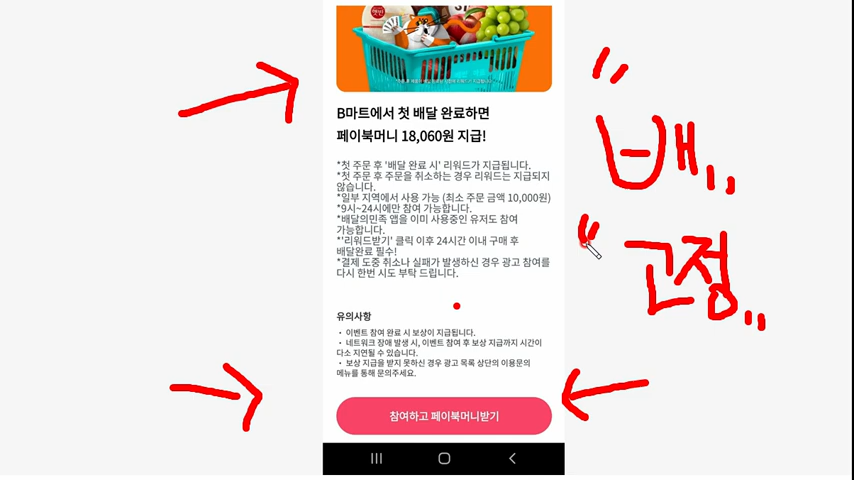 B마트에서 첫 배달 완료하면
페이북머니 18,060원 지급!
*첫 주문 후 '배달 완료 시' 리워드가 지급됩니다.
*첫 주문 후 주문을 취소하는 경우 리워드는 지급되지
않습니다.
*일부 지역에서 사용 가능 (최소 주문 금액 10,000원)
*9시~24시에만 참여 가능합니다.
*배달의민족 앱을 이미 사용중인 유저도 참여
가능합니다.
*'리워드받기' 클릭 이후 24시간 이내 구매 후
배달완료 필수!
*결제 도중 취소나 실패가 발생하신 경우 광고 참여를
다시 한번 시도 부탁 드립니다.
유의사항
· 이벤트 참여 완료 시 보상이 지급됩니다.
· 네트워크 장애 발생 시, 이벤트 참여 후 보상 지급까지 시간이
다소 지연될 수 있습니다.
· 보상 지급을 받지 못하신 경우 광고 목록 상단의 이용문의
메뉴를 통해 문의주세요.
참여하고 페이북머니받기
"배"
"고정"